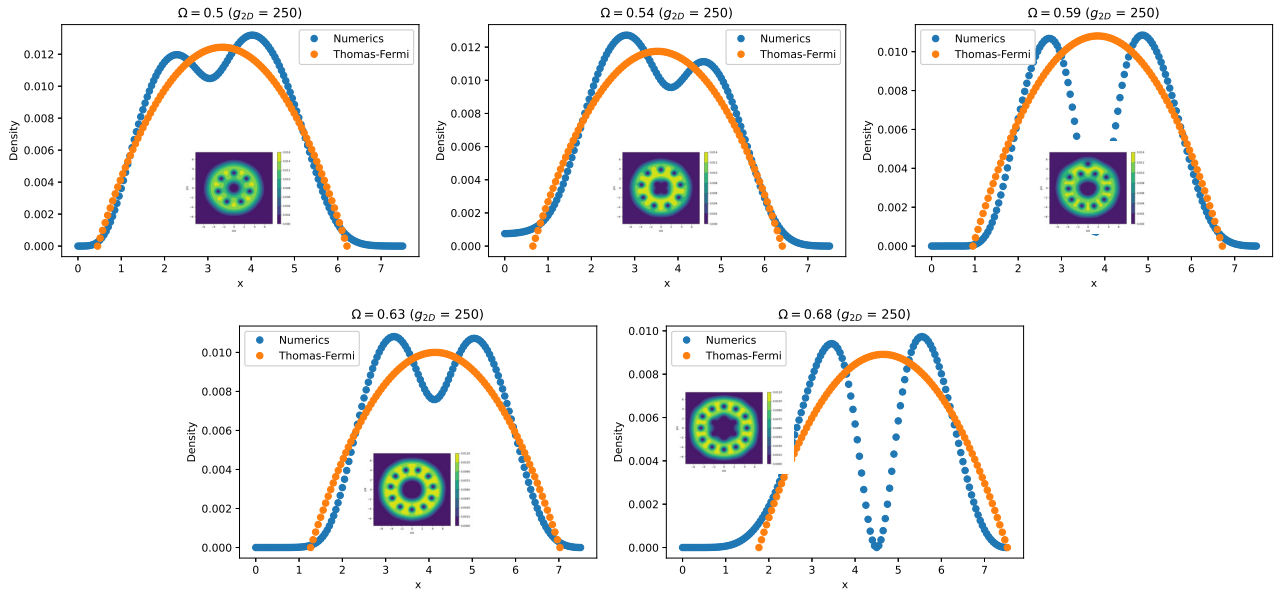 Ω = 0.5 (g2D = 250)
Density
0.012
0.010
0.008
0.006
0.004
0.002
0.000
Numerics
Thomas-Fermi
0 1 2 3 4 5 6 7
x
Ω = 0.54 (g2D = 250)
Density
0.012
0.010
0.008
0.006
0.004
0.002
0.000
Numerics
Thomas-Fermi
0 1 2 3 4 5 6 7
x
Ω = 0.59 (g2D = 250)
Density
0.010
0.008
0.006
0.004
0.002
0.000
Numerics
Thomas-Fermi
0 1 2 3 4 5 6 7
x
Ω = 0.63 (g2D = 250)
Density
0.010
0.008
0.006
0.004
0.002
0.000
Numerics
Thomas-Fermi
0 1 2 3 4 5 6 7
x
Ω = 0.68 (g2D = 250)
Density
0.010
0.008
0.006
0.004
0.002
0.000
Numerics
Thomas-Fermi
0 1 2 3 4 5 6 7
x